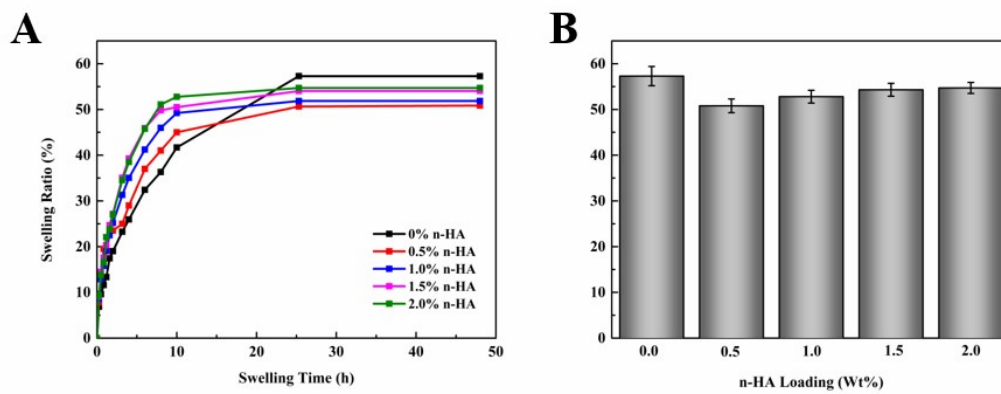 A
Swelling Ratio (%)
60
50
40
30
20
10
0
0% n-HA
0.5% n-HA
1.0% n-HA
1.5% n-HA
2.0% n-HA
0 10 20 30 40 50
Swelling Time (h)
B
60
50
40
30
20
10
0
0.0 0.5 1.0 1.5 2.0
n-HA Loading (Wt%)